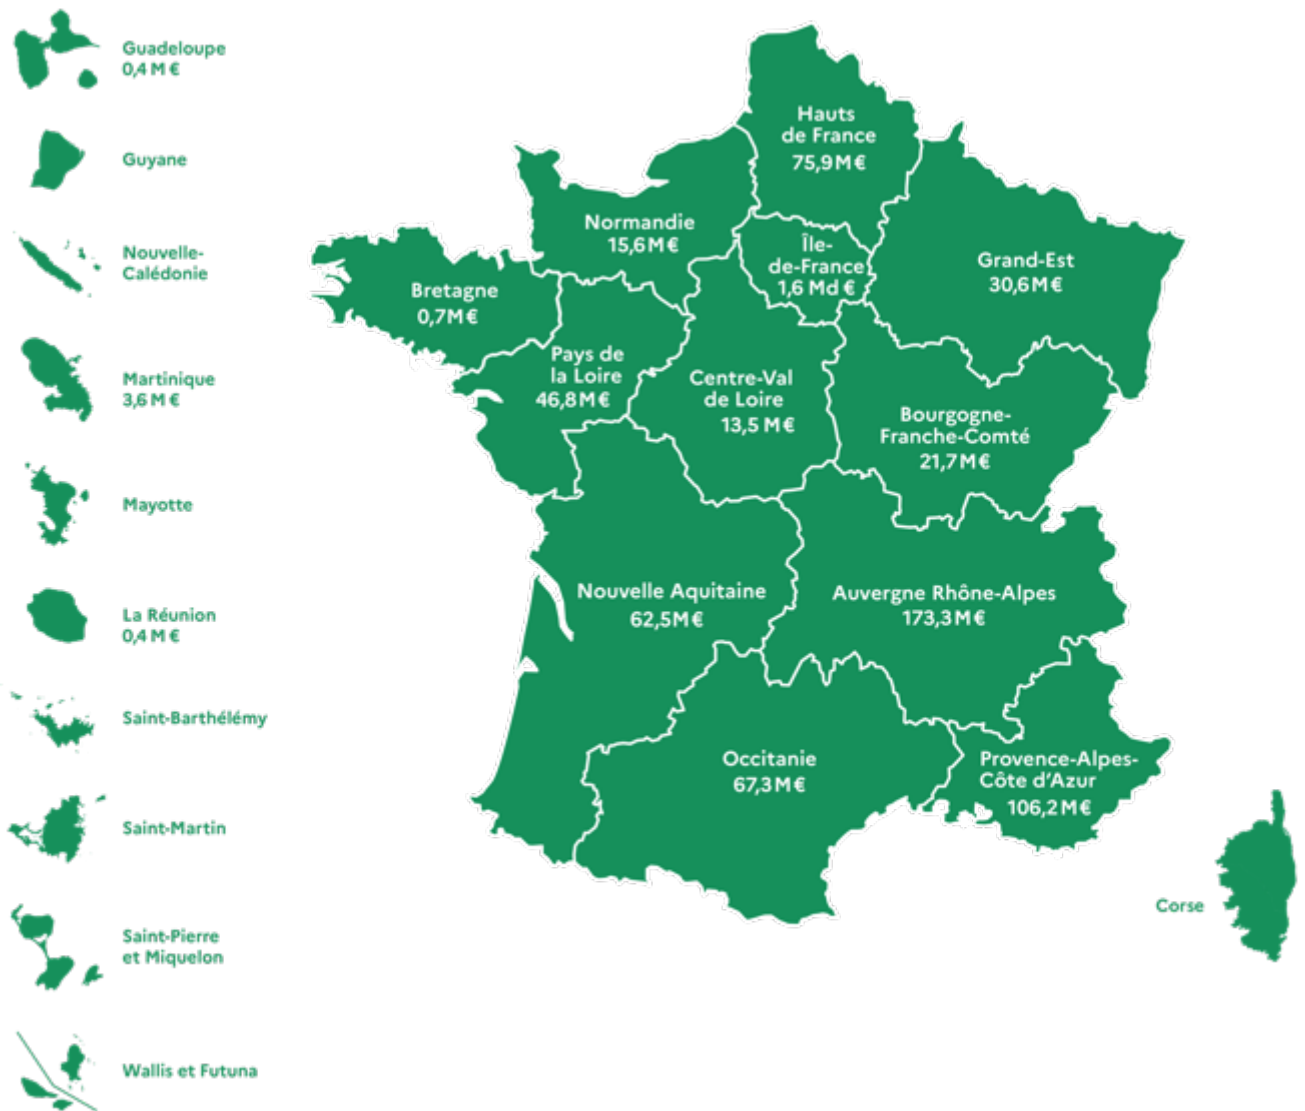 Guadeloupe
0,4 M €
Guyane
Nouvelle-
Calédonie
Martinique
3,6 M €
Mayotte
La Réunion
0,4 M €
Saint-Barthélémy
Saint-Martin
Saint-Pierre
et Miquelon
Wallis et Futuna
Hauts
de France
75,9 M €
Normandie
15,6 M €
Île-
de-France
1,6 Md €
Grand-Est
30,6 M €
Bretagne
0,7 M €
Pays de
la Loire
46,8 M €
Centre-Val
de Loire
13,5 M €
Bourgogne-
Franche-Comté
21,7 M €
Nouvelle Aquitaine
62,5 M €
Auvergne Rhône-Alpes
173,3 M €
Occitanie
67,3 M €
Provence-Alpes-
Côte d'Azur
106,2 M €
Corse